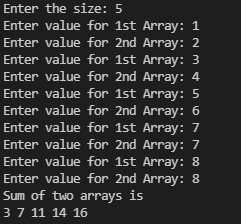 Enter the size: 5
Enter value for 1st Array: 1
Enter value for 2nd Array: 2
Enter value for 1st Array: 3
Enter value for 2nd Array: 4
Enter value for 1st Array: 5
Enter value for 2nd Array: 6
Enter value for 1st Array: 7
Enter value for 2nd Array: 7
Enter value for 1st Array: 8
Enter value for 2nd Array: 8
Sum of two arrays is
3 7 11 14 16